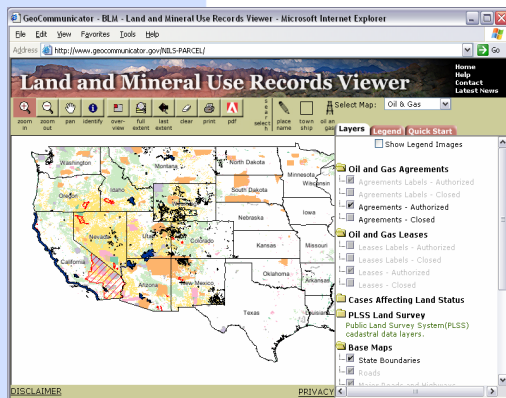 GeoCommunicator - BLM - Land and Mineral Use Records Viewer - Microsoft Internet Explorer
File Edit View Favorites Tools Help
Address http://www.geocommunicator.gov/NILS-PARCEL/ Go
Land and Mineral Use Records Viewer
Home
Help
Contact
Latest News
zoom in
zoom out
pan
identify
over-view
full extent
last extent
clear
print
pdf
place name
town ship
Select Map: Oil & Gas
Layers Legend Quick Start
Show Legend Images
Oil and Gas Agreements
Agreements Labels - Authorized
Agreements Labels - Closed
Agreements - Authorized
Agreements - Closed
Oil and Gas Leases
Leases Labels - Authorized
Leases Labels - Closed
Leases - Authorized
Leases - Closed
Cases Affecting Land Status
PLSS Land Survey
Public Land Survey System(PLSS)
cadastral data layers.
Base Maps
State Boundaries
Roads
Major Roads and Highways
Washington
Montana
North Dakota
Minnesota
Oregon
Idaho
South Dakota
Wisconsin
Nebraska
Iowa
Nevada
Utah
Colorado
Kansas
Missouri
California
Arizona
New Mexico
Oklahoma
Arkansas
Texas
DISCLAIMER
PRIVACY